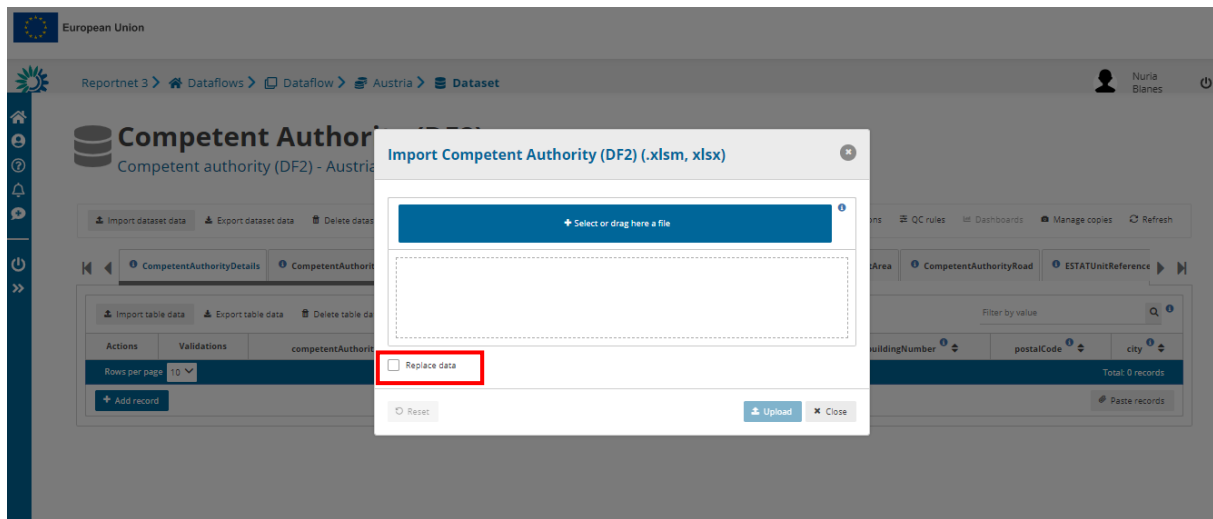 European Union
Reportnet 3 Dataflows Dataflow Austria Dataset
Nuria
Blanes
Competent Author
Competent authority (DF2) - Austria
Import Competent Authority (DF2) (.xlsm, xlsx)
Import dataset data Export dataset data Delete datas
QC rules Dashboards Manage copies Refresh
+ Select or drag here a file
CompetentAuthorityDetails CompetentAuthorit
tArea CompetentAuthorityRoad ESTATUnitReference
Import table data Export table data Delete table da
Filter by value
Actions Validations competentAuthorit
buildingNumber postalCode city
Replace data
Rows per page 10
Total: 0 records
+ Add record
Paste records
Reset Upload Close